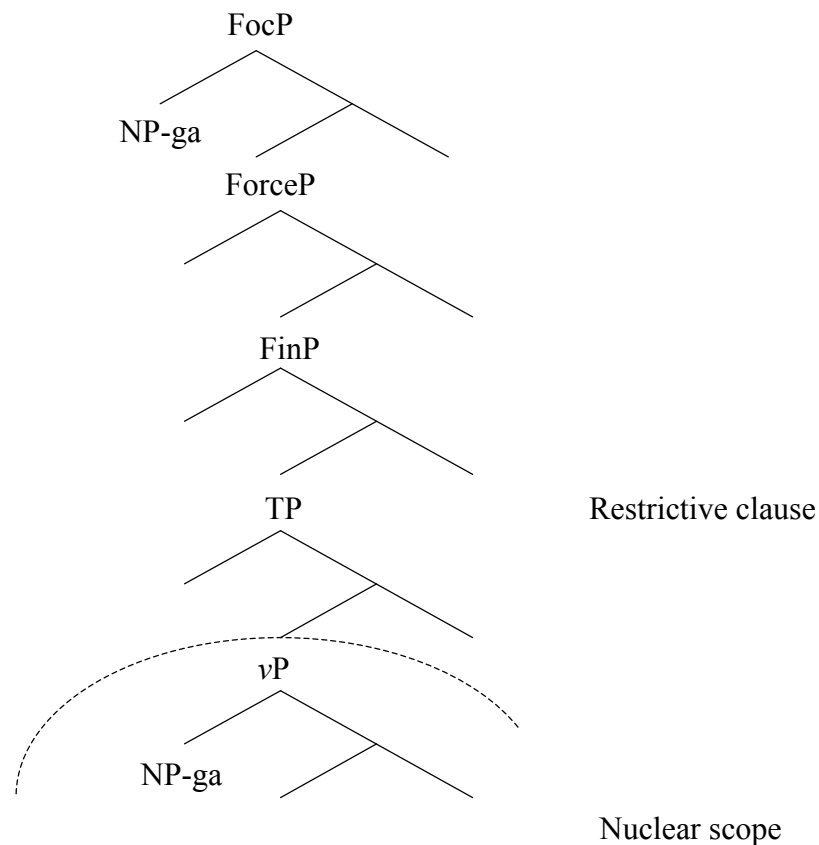 FocP
NP-ga
ForceP
FinP
TP
Restrictive clause
vP
NP-ga
Nuclear scope